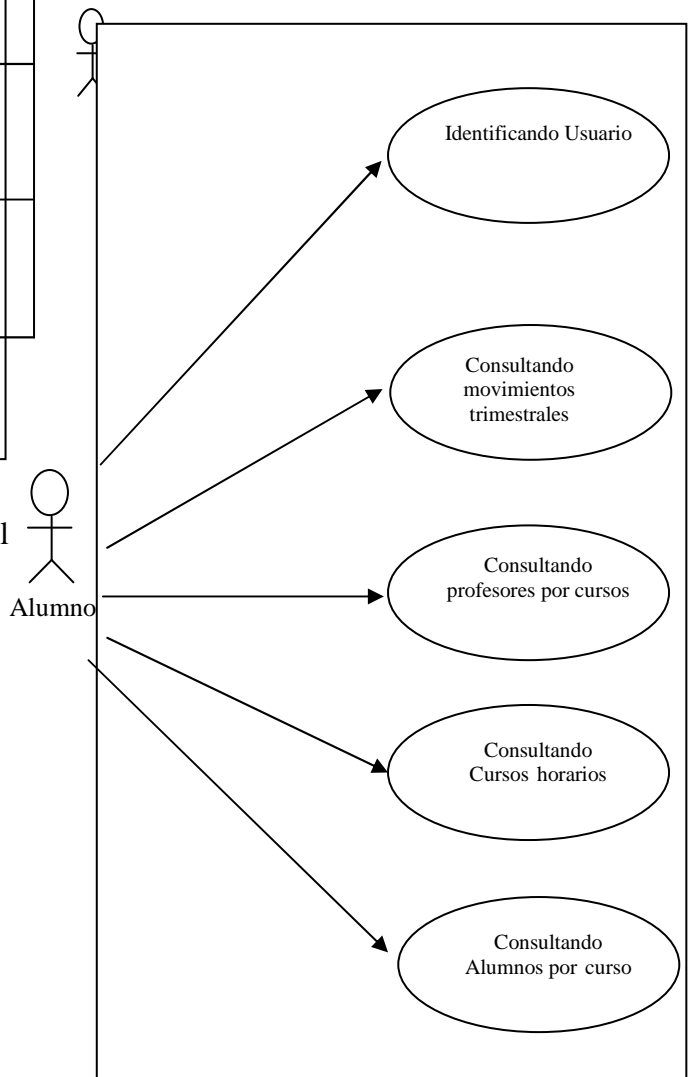 Identificando Usuario
Consultando
movimientos
trimestrales
l
Alumno
Consultando
profesores por cursos
Consultando
Cursos horarios
Consultando
Alumnos por curso